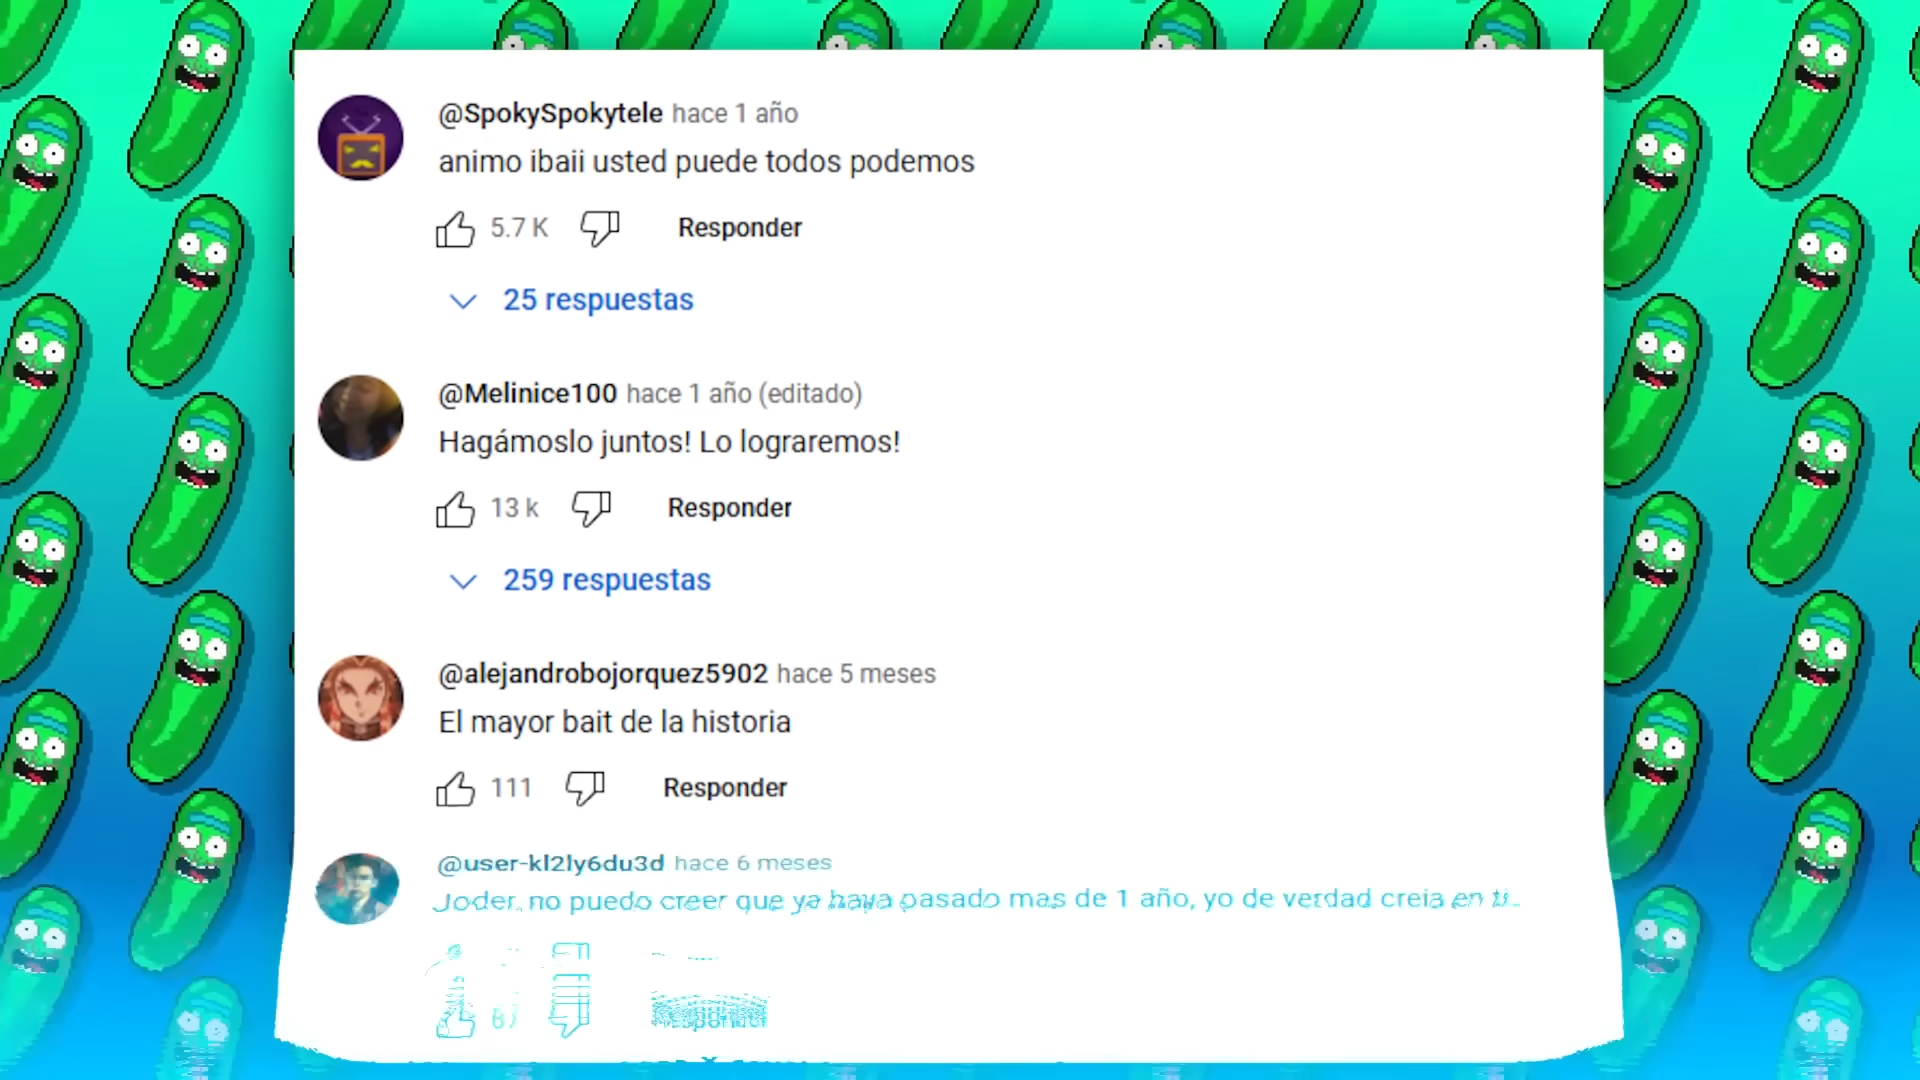 @SpokySpokytele hace 1 año
animo ibaii usted puede todos podemos
5.7 K Responder
25 respuestas
@Melinice100 hace 1 año (editado)
Hagámoslo juntos! Lo lograremos!
13 k Responder
259 respuestas
@alejandrobojorquez5902 hace 5 meses
El mayor bait de la historia
111 Responder
@user-kl2ly6du3d hace 6 meses
Joder, no puedo creer que ya haya pasado mas de 1 año, yo de verdad creia en ti..